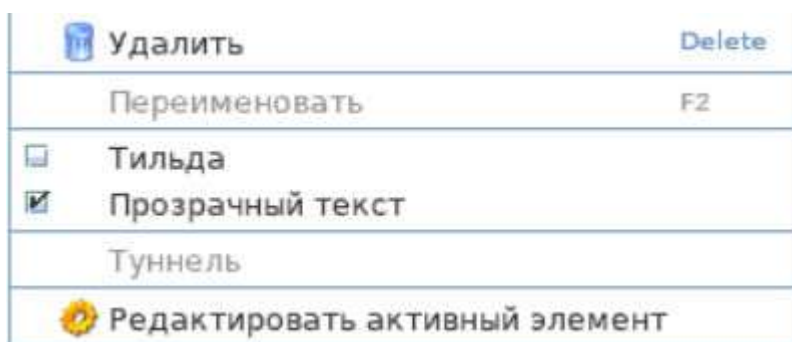 Удалить Delete
Переименовать F2
Тильда
Прозрачный текст
Туннель
Редактировать активный элемент